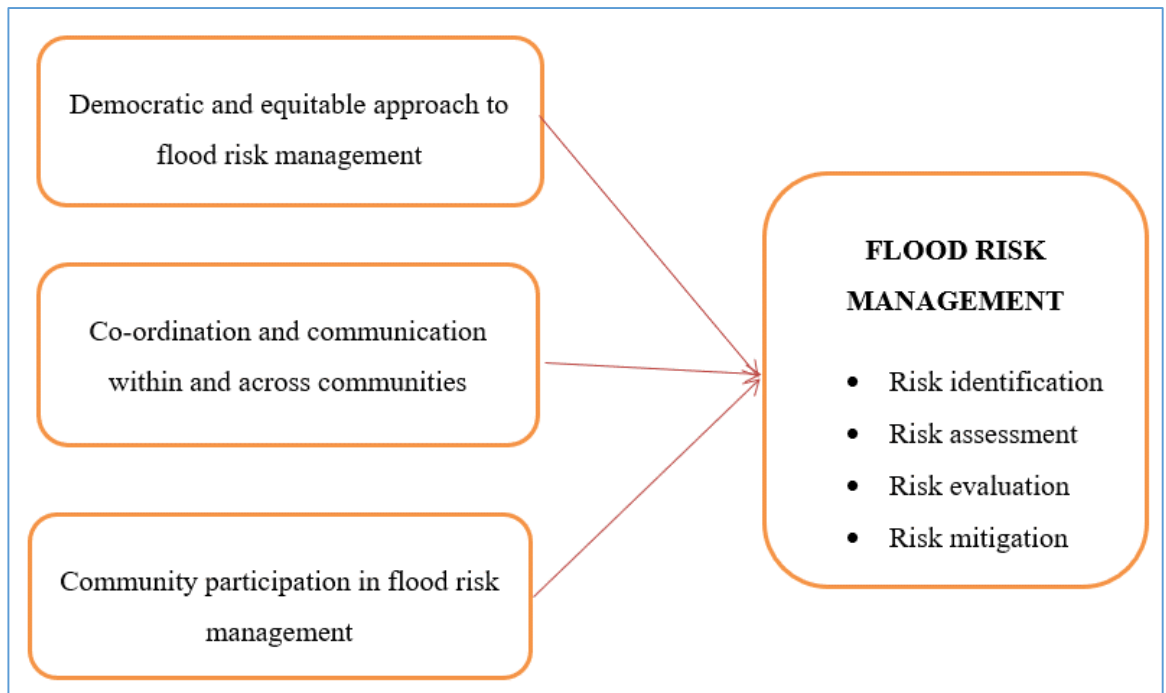 Democratic and equitable approach to
flood risk management
Co-ordination and communication
within and across communities
Community participation in flood risk
management
FLOOD RISK
MANAGEMENT
• Risk identification
• Risk assessment
• Risk evaluation
• Risk mitigation